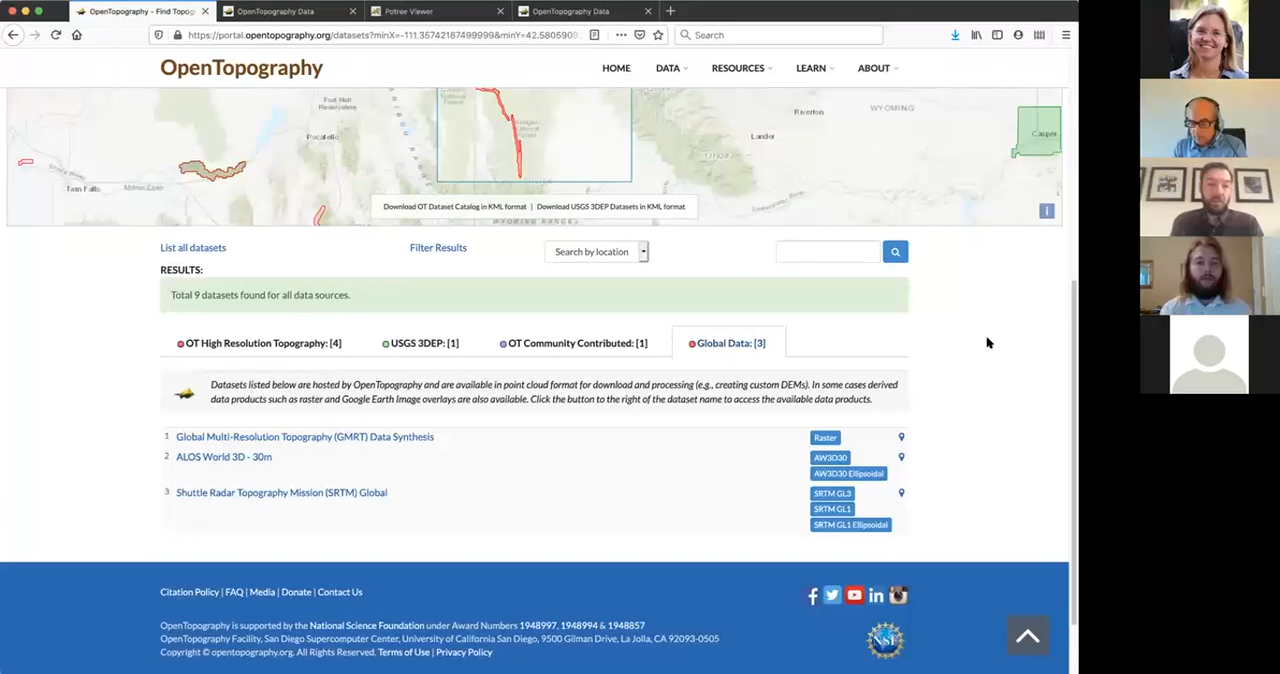 OpenTopography - Find Topog
OpenTopography Data
Potree Viewer
OpenTopography Data
https://portal.opentopography.org/datasets?minX=-111.35742187499999&minY=42.5805909
Search
OpenTopography
HOME
DATA
RESOURCES
LEARN
ABOUT
Fort Hall
Reservation
Pocatello
Riverton
WYOMING
Lander
Casper
Twin Falls
Download OT Dataset Catalog in KML format | Download USGS 3DEP Datasets in KML format
List all datasets
Filter Results
Search by location
RESULTS:
Total 9 datasets found for all data sources.
OT High Resolution Topography: [4]
USGS 3DEP: [1]
OT Community Contributed: [1]
Global Data: [3]
Datasets listed below are hosted by OpenTopography and are available in point cloud format for download and processing (e.g., creating custom DEMs). In some cases derived
data products such as raster and Google Earth Image overlays are also available. Click the button to the right of the dataset name to access the available data products.
1 Global Multi-Resolution Topography (GMRT) Data Synthesis
Raster
2 ALOS World 3D - 30m
AW3D30
AW3D30 Ellipsoidal
3 Shuttle Radar Topography Mission (SRTM) Global
SRTM GL3
SRTM GL1
SRTM GL1 Ellipsoidal
Citation Policy | FAQ | Media | Donate | Contact Us
OpenTopography is supported by the National Science Foundation under Award Numbers 1948997, 1948994 & 1948857
OpenTopography Facility, San Diego Supercomputer Center, University of California San Diego, 9500 Gilman Drive, La Jolla, CA 92093-0505
Copyright © opentopography.org. All Rights Reserved. Terms of Use | Privacy Policy
NSF